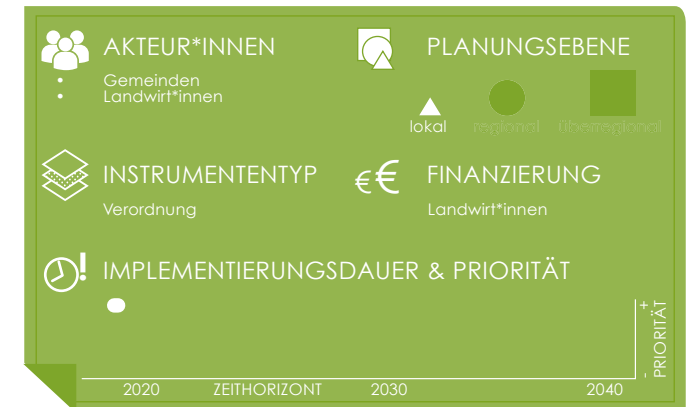 AKTEUR*INNEN
• Gemeinden
• Landwirt*innen
PLANUNGSEBENE
lokal regional überregional
INSTRUMENTENTYP
Verordnung
€€ FINANZIERUNG
Landwirt*innen
! IMPLEMENTIERUNGSDAUER & PRIORITÄT
- PRIORITÄT +
2020 ZEITHORIZONT 2030 2040